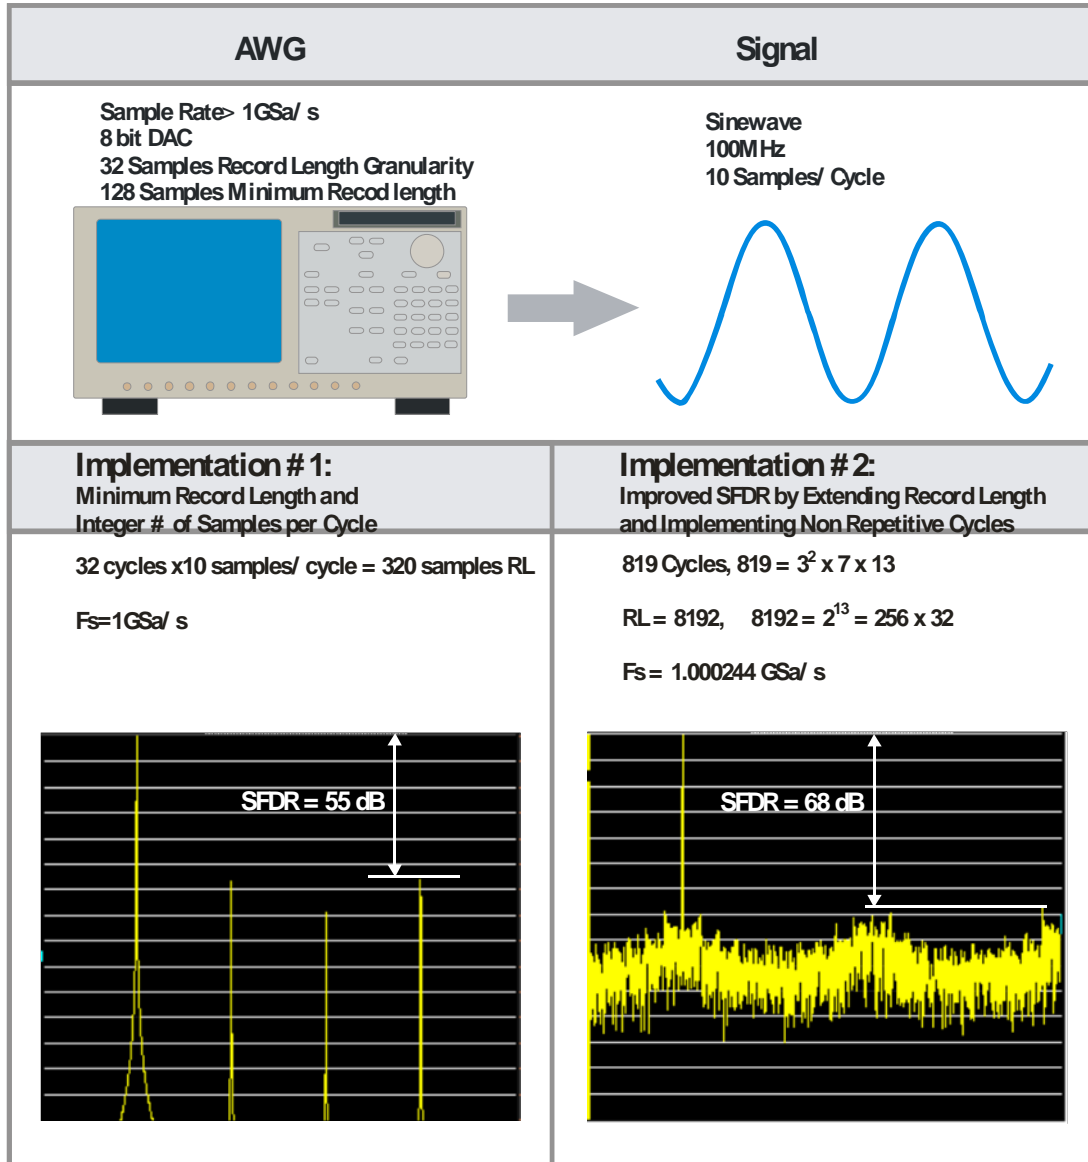 AWG
Signal
Sample Rate> 1GSa/ s
8 bit DAC
32 Samples Record Length Granularity
128 Samples Minimum Recod length
Sinewave
100MHz
10 Samples/ Cycle
Implementation # 1:
Minimum Record Length and
Integer # of Samples per Cycle
32 cycles x10 samples/ cycle = 320 samples RL
Fs=1GSa/ s
SFDR = 55 dB
Implementation # 2:
Improved SFDR by Extending Record Length
and Implementing Non Repetitive Cycles
819 Cycles, 819 = 3² x 7 x 13
RL = 8192, 8192 = 2¹³ = 256 x 32
Fs = 1.000244 GSa/ s
SFDR = 68 dB